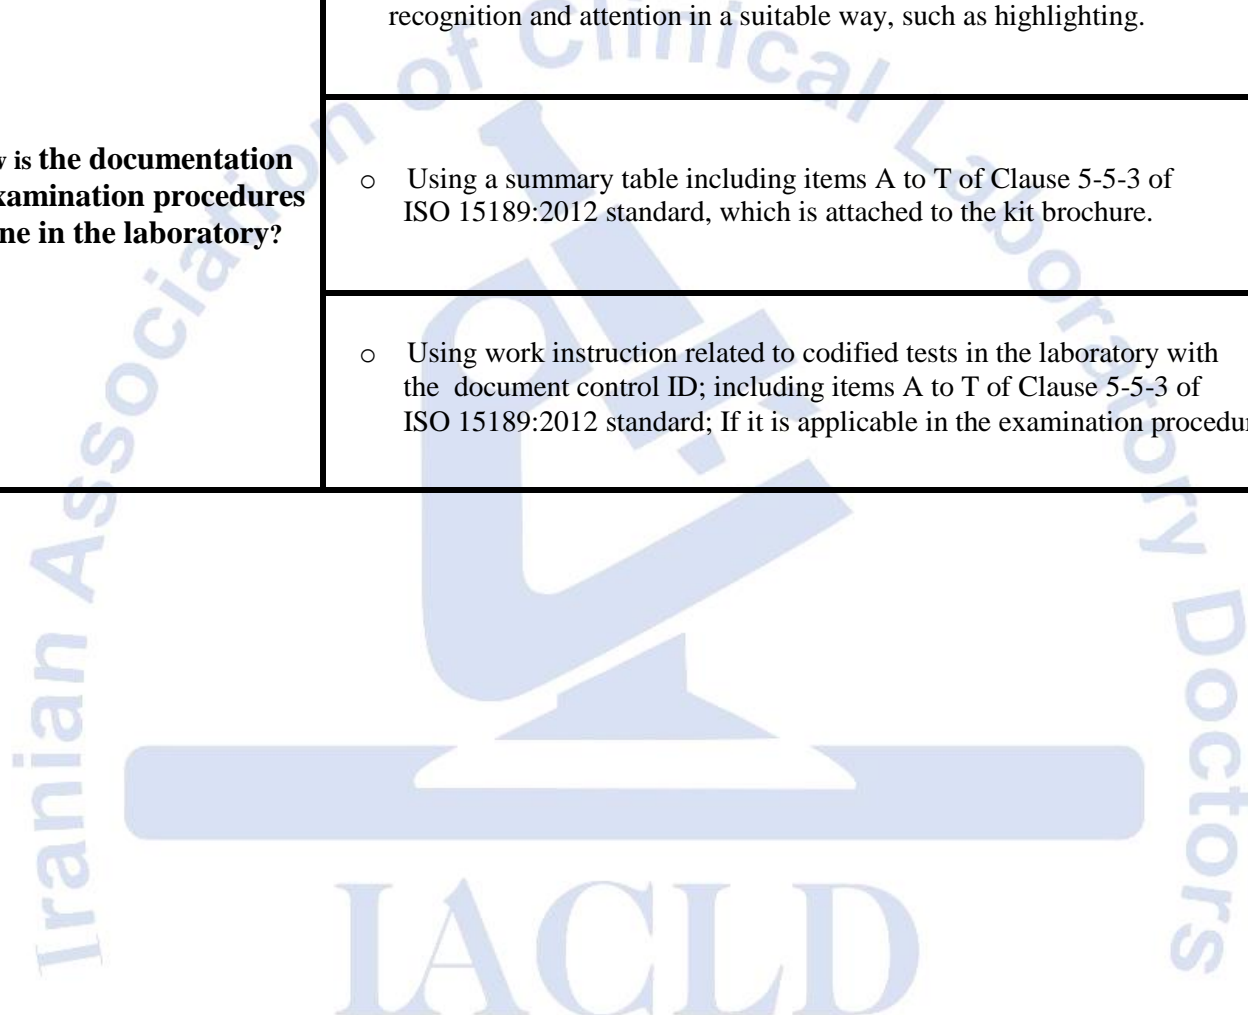 recognition and attention in a suitable way, such as highlighting.
is the documentation
examination procedures
in the laboratory?
o Using a summary table including items A to T of Clause 5-5-3 of
ISO 15189:2012 standard, which is attached to the kit brochure.
o Using work instruction related to codified tests in the laboratory with
the document control ID; including items A to T of Clause 5-5-3 of
ISO 15189:2012 standard; If it is applicable in the examination
Iranian Association of Clinical Laboratory Doctors
IACLD